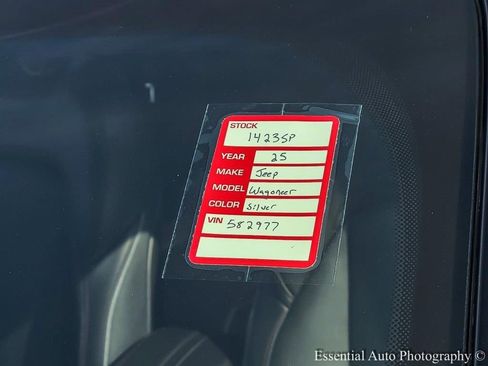 STOCK
1423SP
YEAR 25
MAKE Jeep
MODEL Wagoneer
COLOR Silver
VIN 582977
Essential Auto Photography